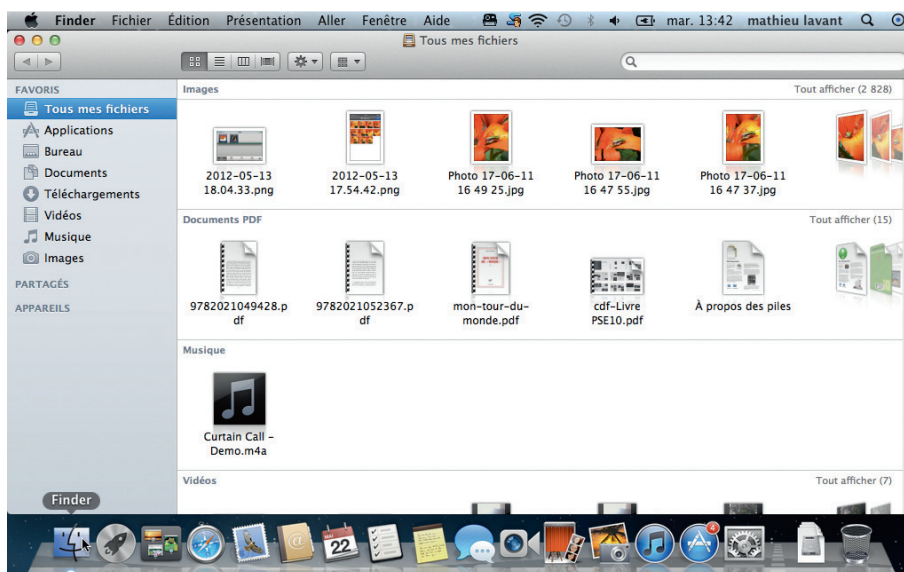 Finder Fichier Édition Présentation Aller Fenêtre Aide mar. 13:42 mathieu lavant
Tous mes fichiers
FAVORIS
Tous mes fichiers
Applications
Bureau
Documents
Téléchargements
Vidéos
Musique
Images
PARTAGÉS
APPAREILS
Images Tout afficher (2 828)
2012-05-13
18.04.33.png
2012-05-13
17.54.42.png
Photo 17-06-11
16 49 25.jpg
Photo 17-06-11
16 47 55.jpg
Photo 17-06-11
16 47 37.jpg
Documents PDF Tout afficher (15)
9782021049428.p
df
9782021052367.p
df
mon-tour-du-
monde.pdf
cdf-Livre
PSE10.pdf
À propos des piles
Musique
Curtain Call –
Demo.m4a
Vidéos Tout afficher (7)
Finder
22
4